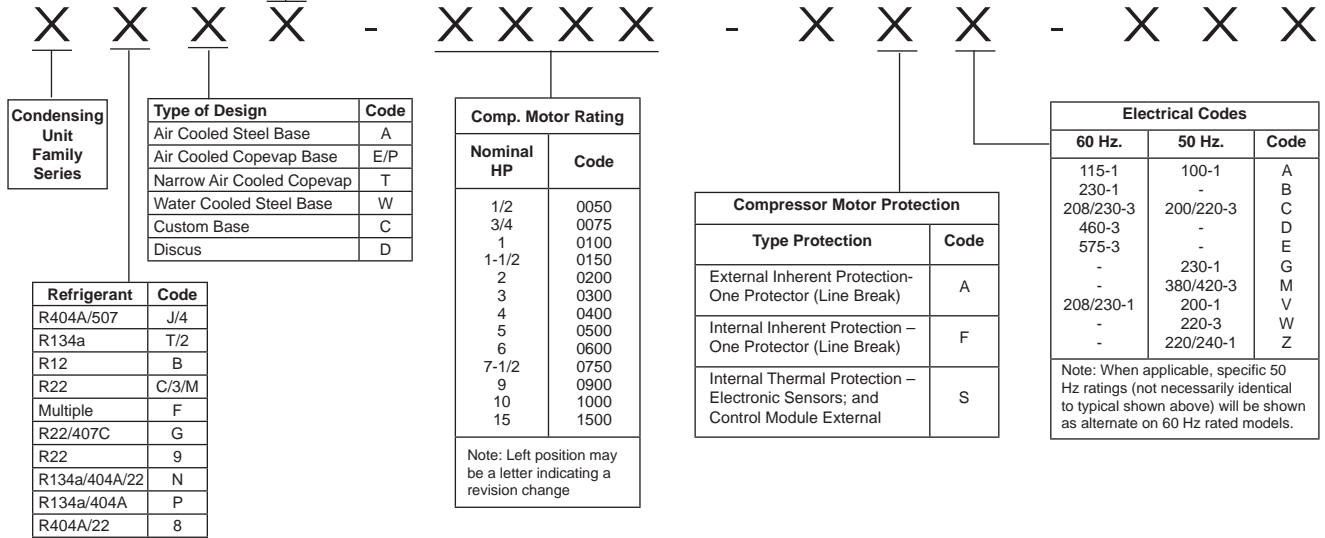 X X X X - X X X X - X X X - X X X
Condensing
Unit
Family
Series
Type of Design Code
Air Cooled Steel Base A
Air Cooled Copevap Base E/P
Narrow Air Cooled Copevap T
Water Cooled Steel Base W
Custom Base C
Discus D
Refrigerant Code
R404A/507 J/4
R134a T/2
R12 B
R22 C/3/M
Multiple F
R22/407C G
R22 9
R134a/404A/22 N
R134a/404A P
R404A/22 8
Comp. Motor Rating
Nominal
HP Code
1/2 0050
3/4 0075
1 0100
1-1/2 0150
2 0200
3 0300
4 0400
5 0500
6 0600
7-1/2 0750
9 0900
10 1000
15 1500
Note: Left position may
be a letter indicating a
revision change
Compressor Motor Protection
Type Protection Code
External Inherent Protection-
One Protector (Line Break) A
Internal Inherent Protection –
One Protector (Line Break) F
Internal Thermal Protection –
Electronic Sensors; and S
Control Module External
Electrical Codes
60 Hz. 50 Hz. Code
115-1 100-1 A
230-1 - B
208/230-3 200/220-3 C
460-3 - D
575-3 - E
- 230-1 G
- 380/420-3 M
208/230-1 200-1 V
- 220-3 W
- 220/240-1 Z
Note: When applicable, specific 50
Hz ratings (not necessarily identical
to typical shown above) will be shown
as alternate on 60 Hz rated models.